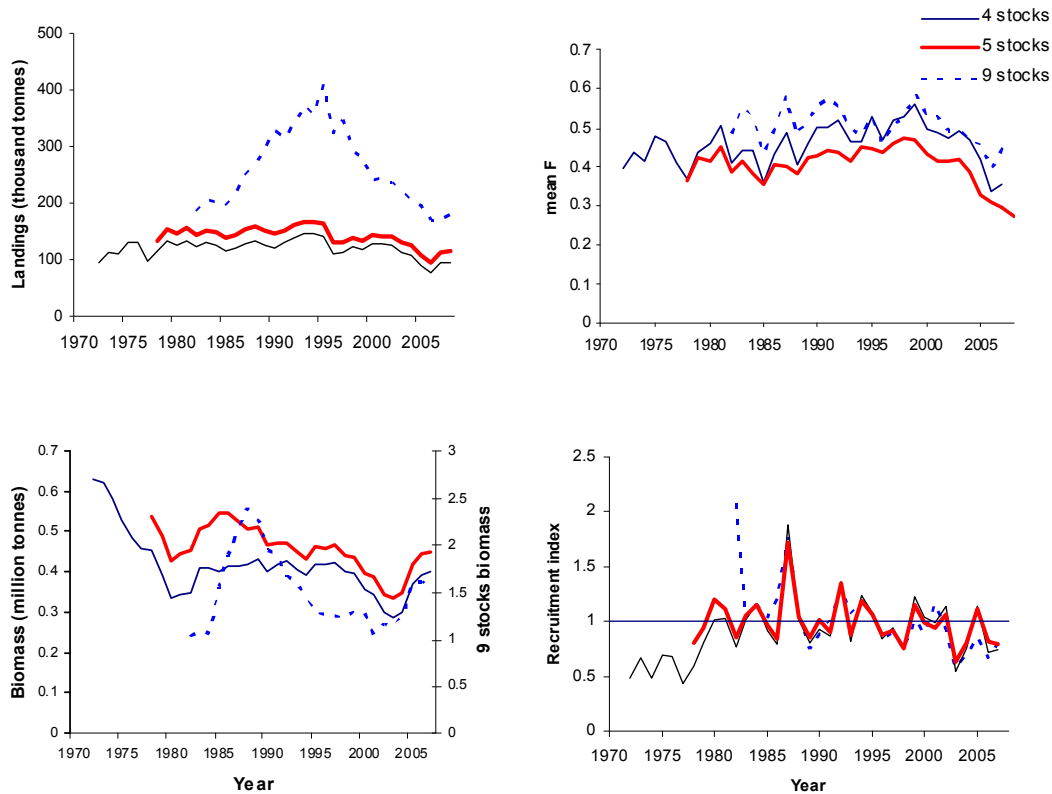 4 stocks
5 stocks
9 stocks
Landings (thousand tonnes)
500
400
300
200
100
0
1970 1975 1980 1985 1990 1995 2000 2005
mean F
0.7
0.6
0.5
0.4
0.3
0.2
0.1
0
1970 1975 1980 1985 1990 1995 2000 2005
Biomass (million tonnes)
0.7
0.6
0.5
0.4
0.3
0.2
0.1
0
3
2.5
2
1.5
1
0.5
0
9 stocks biomass
1970 1975 1980 1985 1990 1995 2000 2005
Year
Recruitment index
2.5
2
1.5
1
0.5
0
1970 1975 1980 1985 1990 1995 2000 2005
Year